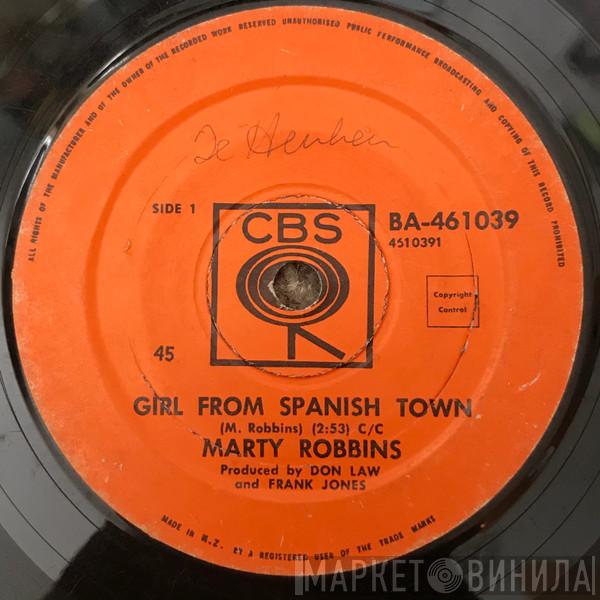 ALL RIGHTS OF THE MANUFACTURER AND OF THE OWNER OF THE RECORDED WORK RESERVED UNAUTHORISED PUBLIC PERFORMANCE BROADCASTING AND COPYING OF THIS RECORD PROHIBITED
SIDE 1
CBS
BA-461039
4610391
Copyright
Control
45
GIRL FROM SPANISH TOWN
(M. Robbins) (2:53) C/C
MARTY ROBBINS
Produced by DON LAW
and FRANK JONES
MADE IN N.Z. BY A REGISTERED USER OF THE TRADE MARKS
МАРКЕТ ВИНИЛА